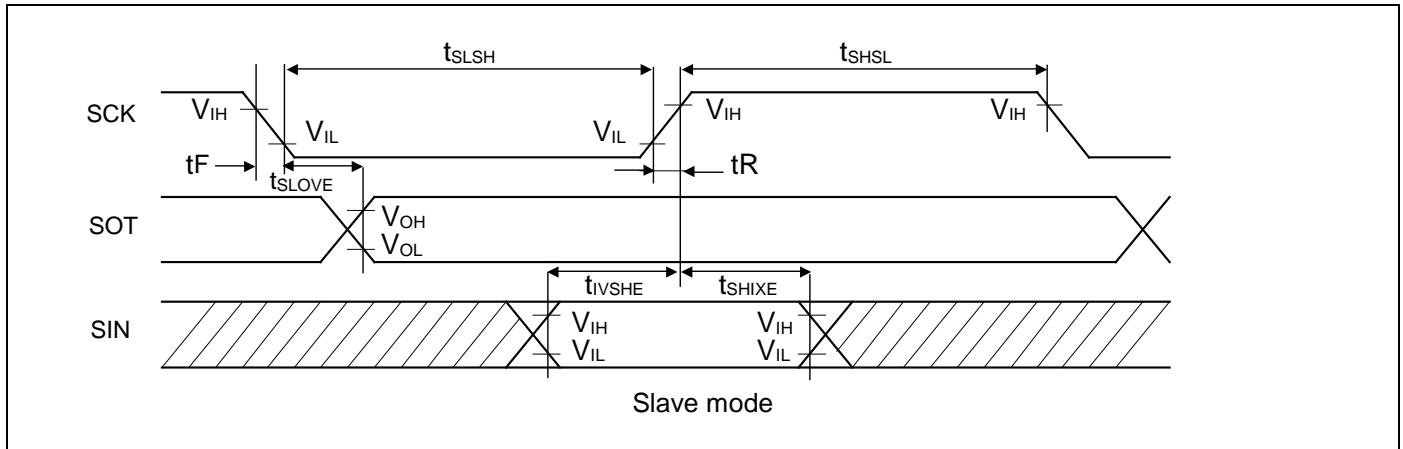 tSLSH tSHSL
SCK VIH VIL VIL VIH VIH
tF tSLOVE tR
SOT VOH
VOL
tIVSHE tSHIXE
SIN VIH VIH
VIL VIL
Slave mode